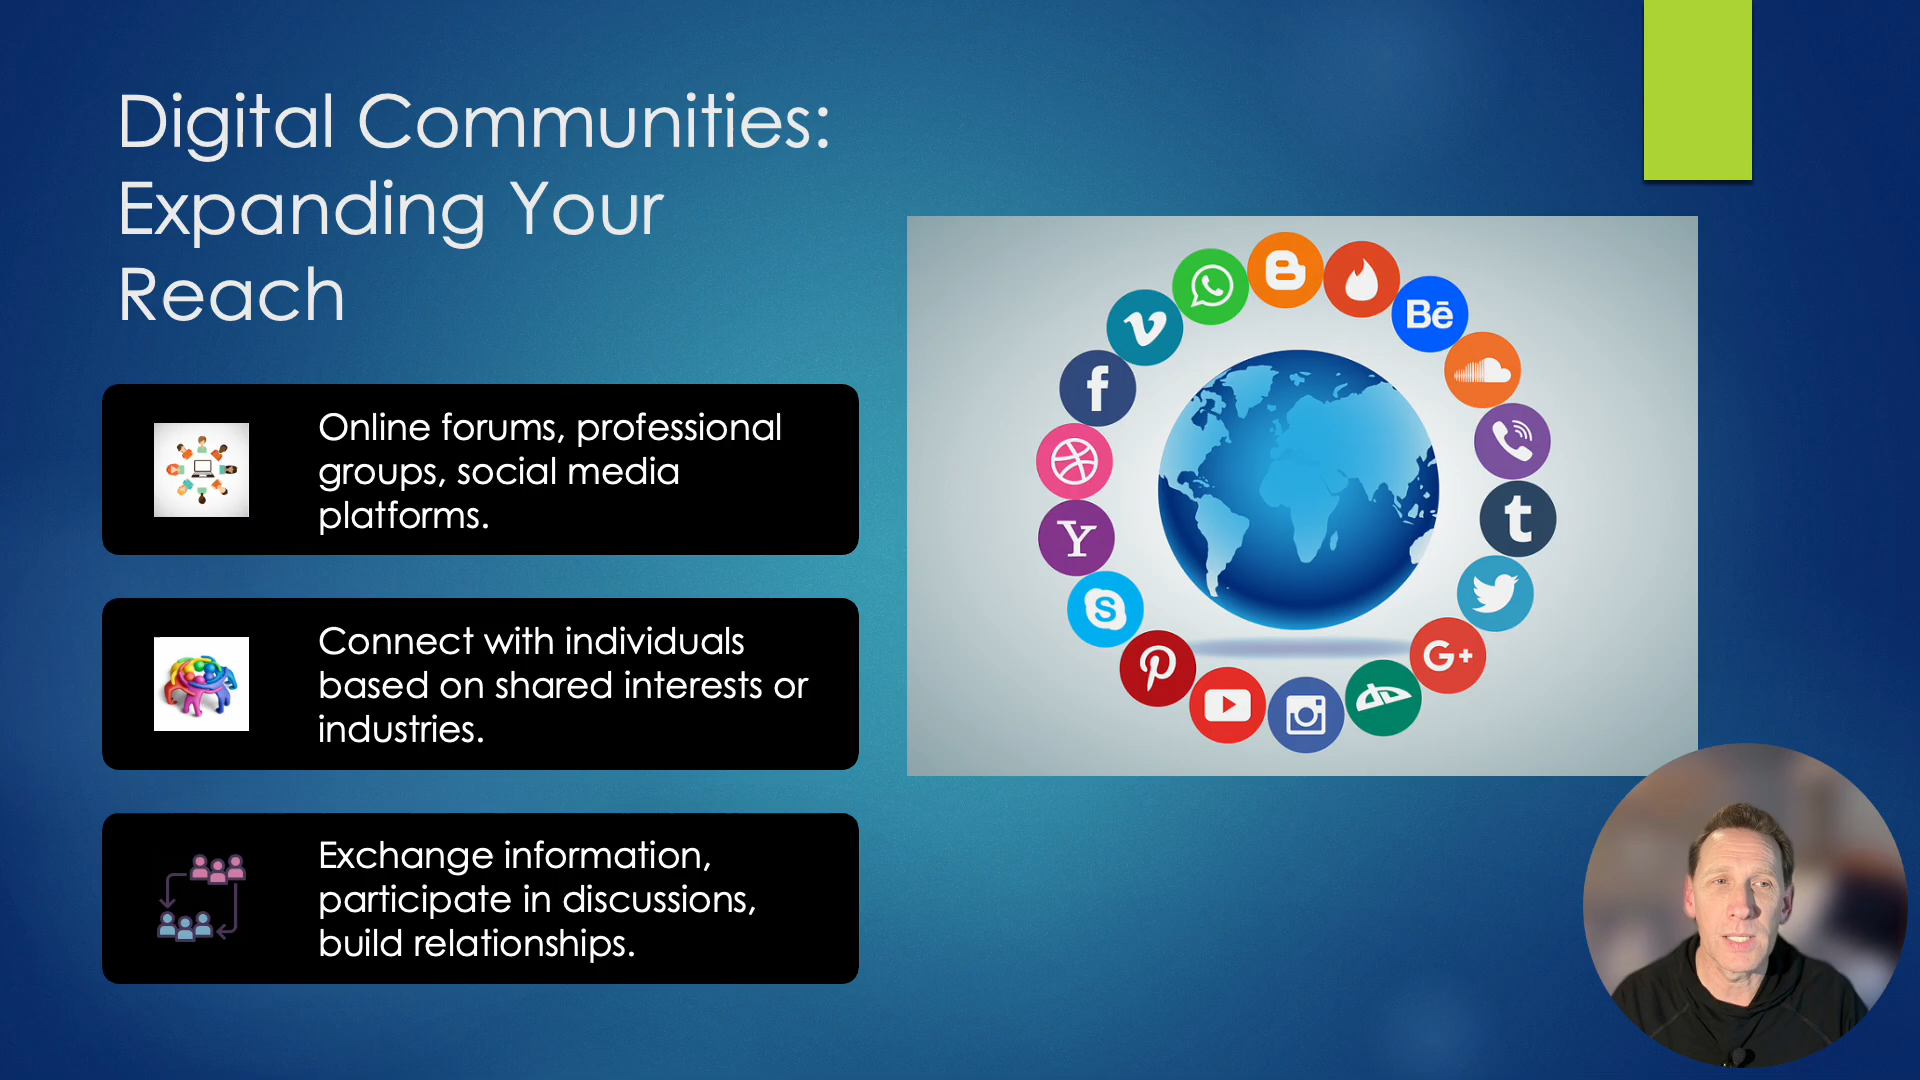 Digital Communities:
Expanding Your
Reach
Online forums, professional
groups, social media
platforms.
Connect with individuals
based on shared interests or
industries.
Exchange information,
participate in discussions,
build relationships.
Bē
f
t
Y
S
G+